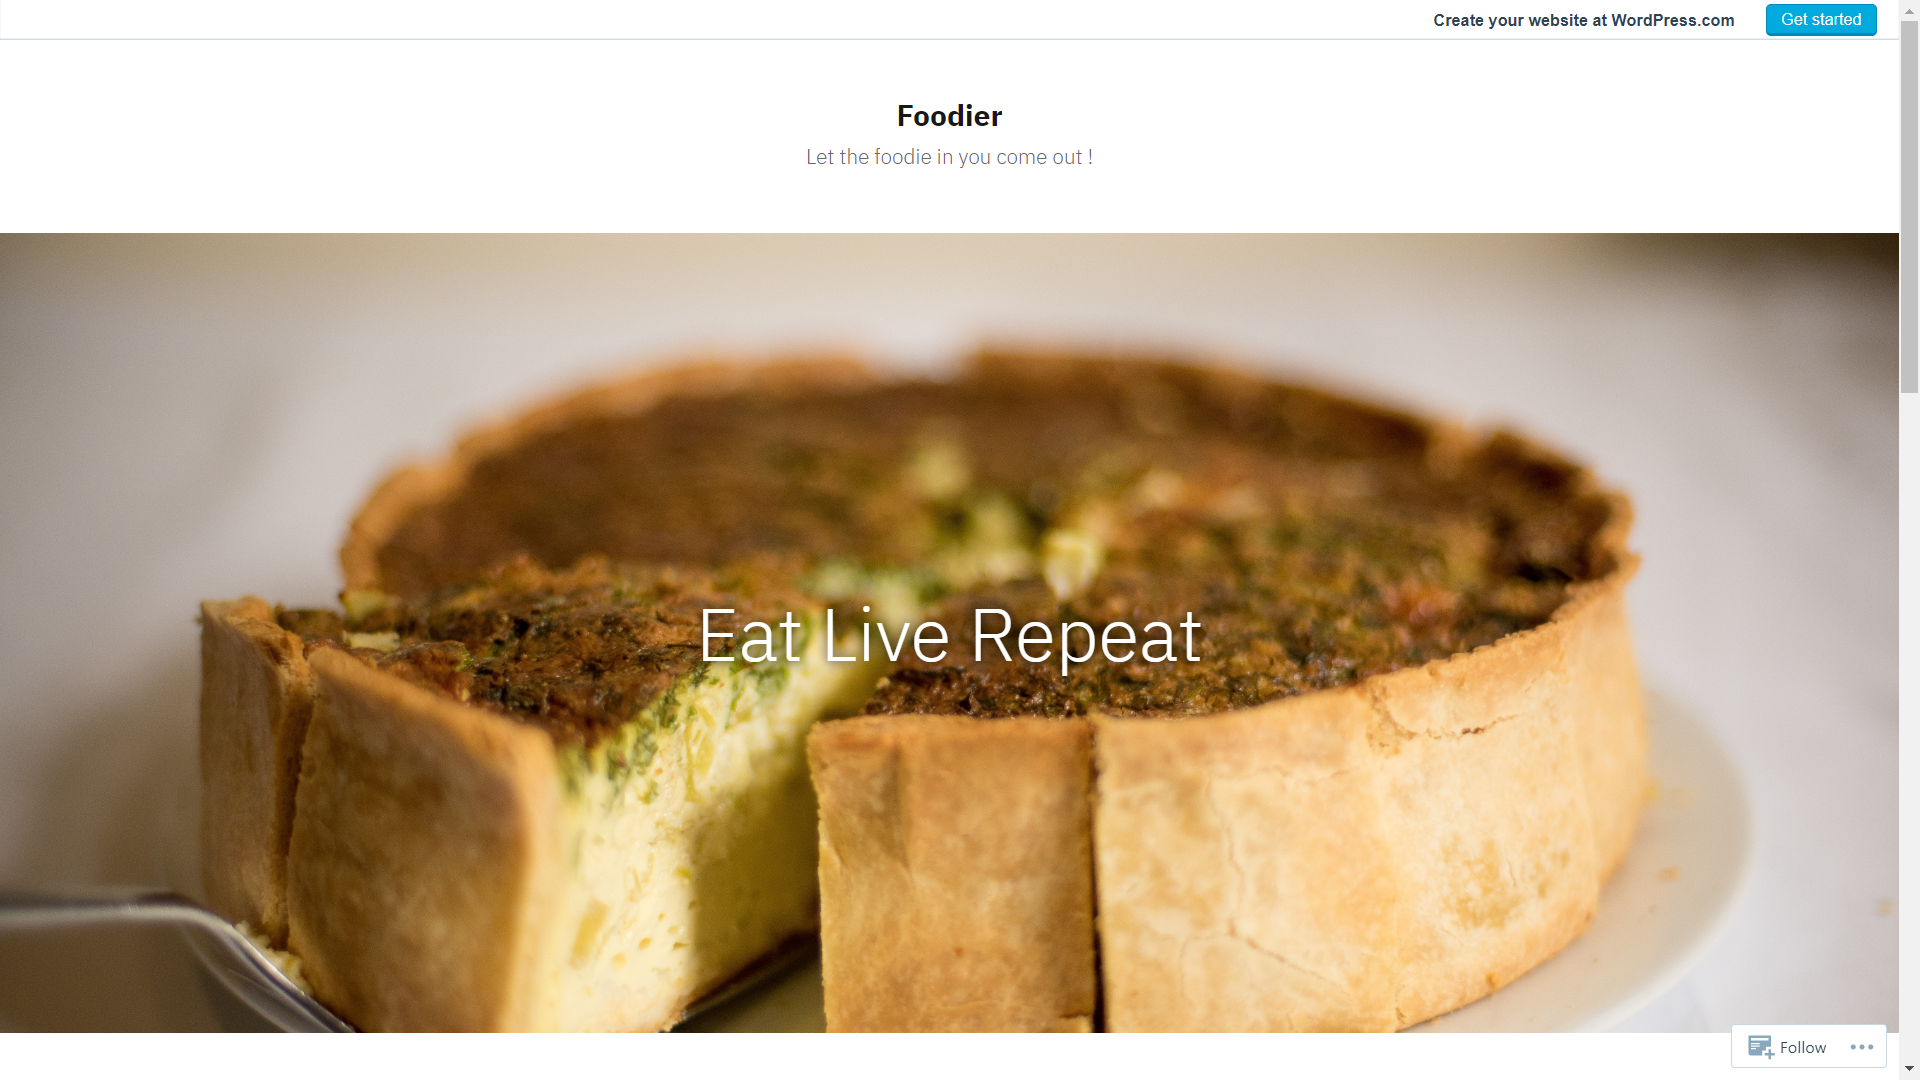 Create your website at WordPress.com
Get started
Foodier
Let the foodie in you come out !
Eat Live Repeat
Follow